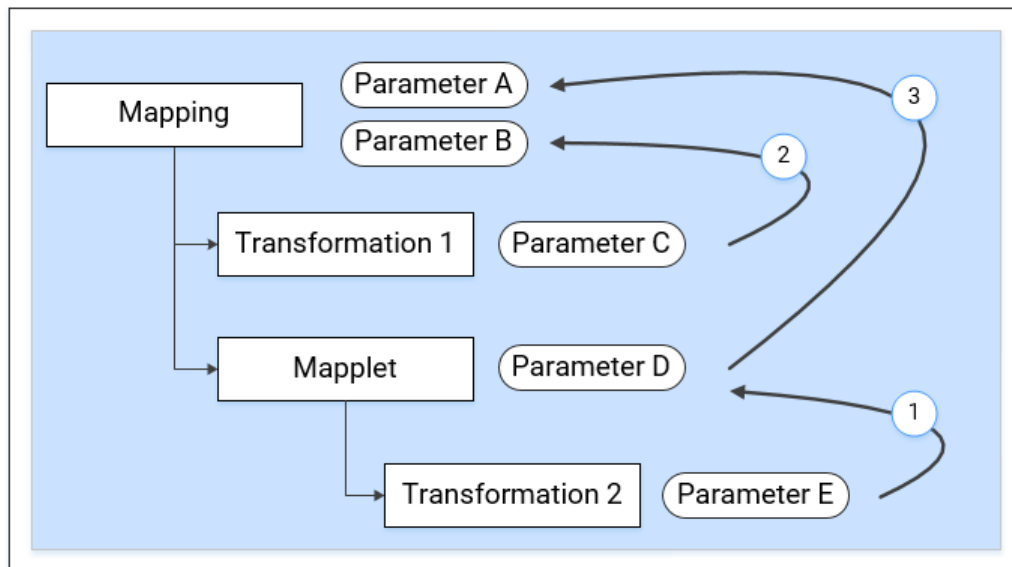 Parameter A
3
Mapping
Parameter B
2
Transformation 1
Parameter C
Mapplet
Parameter D
1
Transformation 2
Parameter E